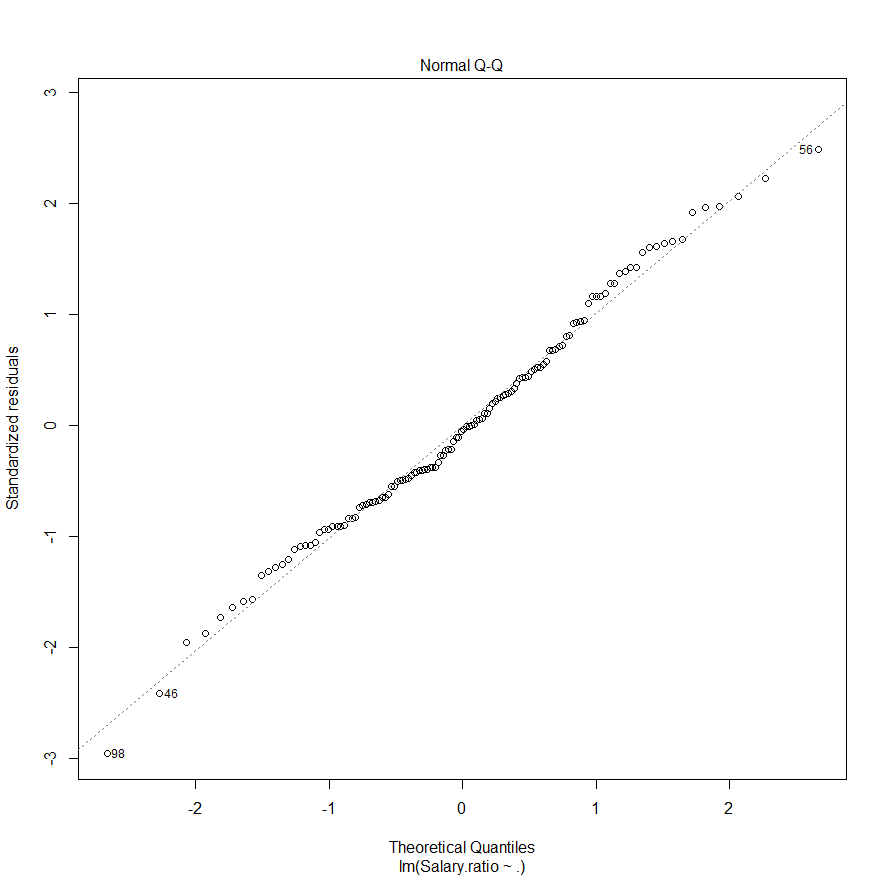 Normal Q-Q
3
2
1
0
-1
-2
-3
Standardized residuals
56
46
98
-2 -1 0 1 2
Theoretical Quantiles
lm(Salary.ratio ~ .)